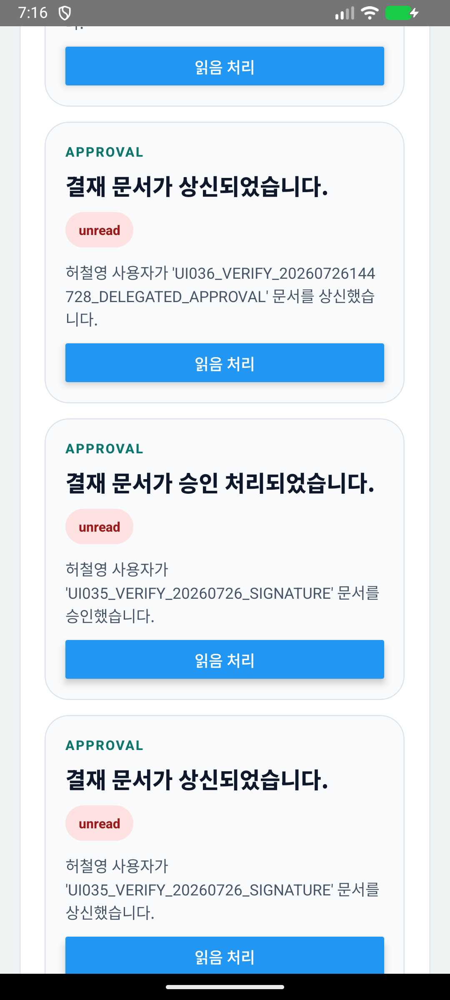 7:16
읽음 처리
APPROVAL
결재 문서가 상신되었습니다.
unread
허철영 사용자가 'UI036_VERIFY_20260726144
728_DELEGATED_APPROVAL' 문서를 상신했습
니다.
읽음 처리
APPROVAL
결재 문서가 승인 처리되었습니다.
unread
허철영 사용자가
'UI035_VERIFY_20260726_SIGNATURE' 문서를
승인했습니다.
읽음 처리
APPROVAL
결재 문서가 상신되었습니다.
unread
허철영 사용자가
'UI035_VERIFY_20260726_SIGNATURE' 문서를
상신했습니다.
읽음 처리